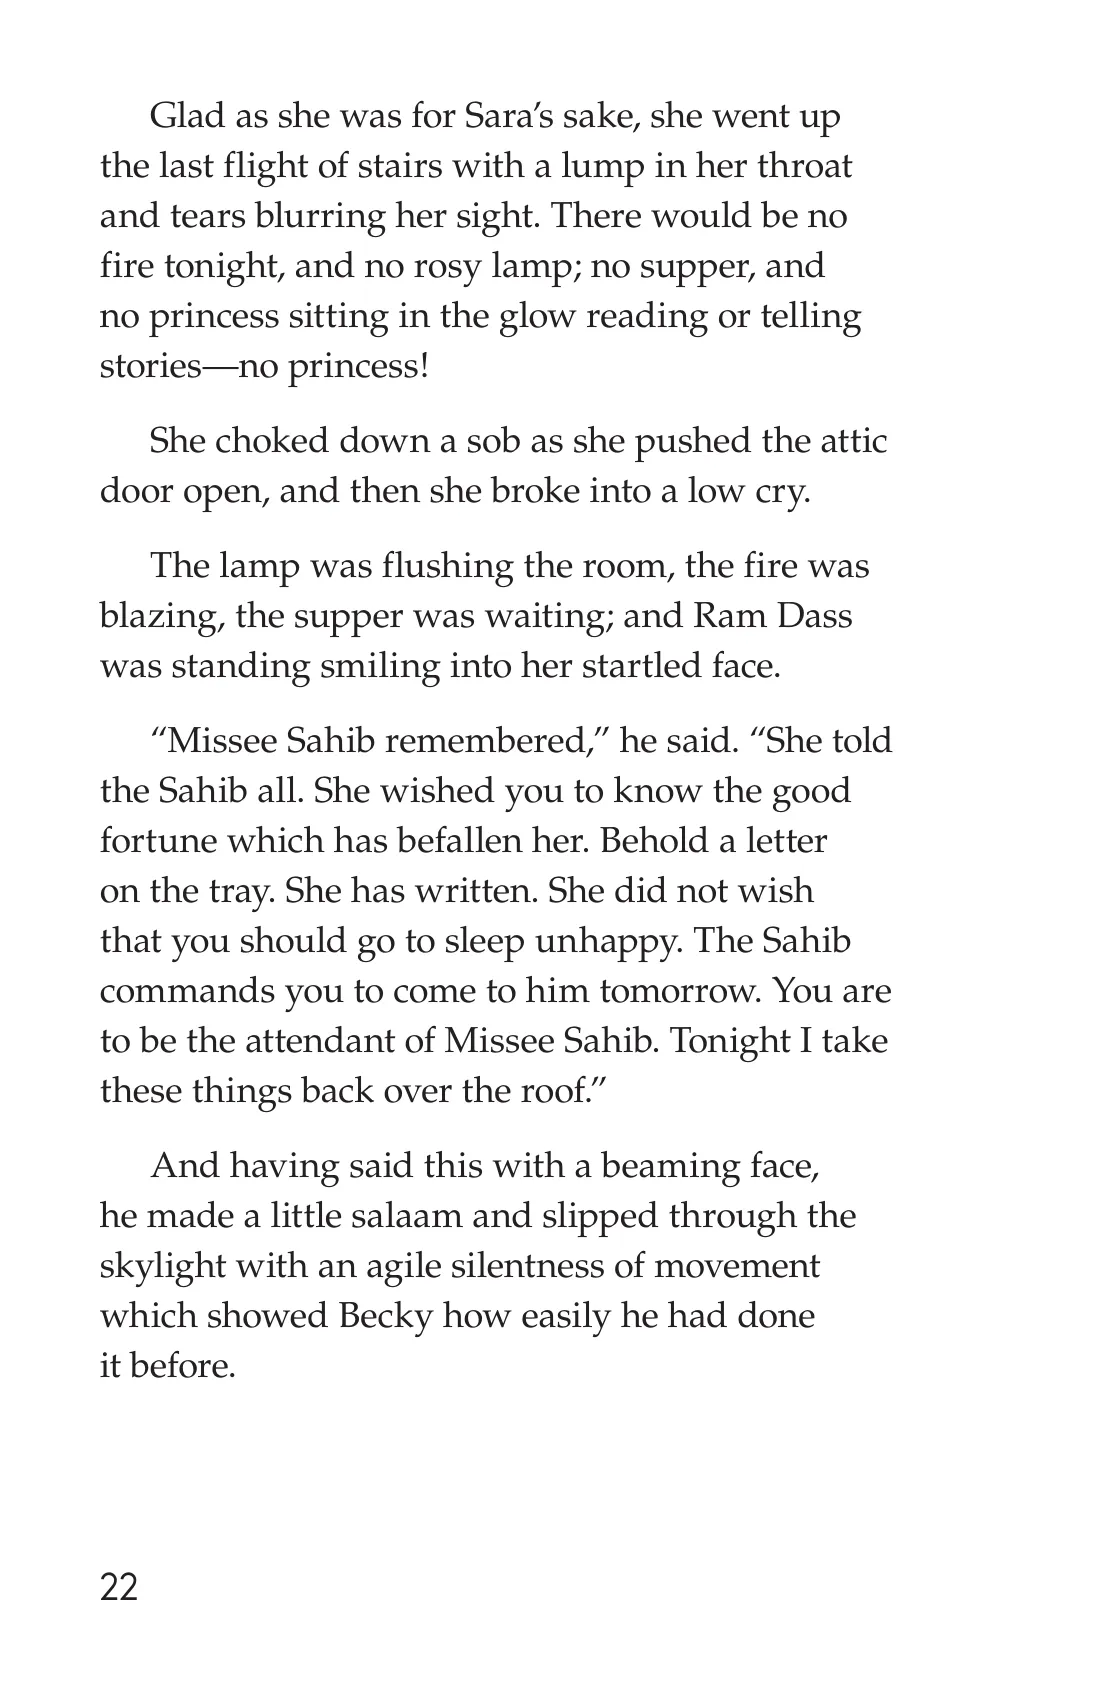 Glad as she was for Sara’s sake, she went up
the last flight of stairs with a lump in her throat
and tears blurring her sight. There would be no
fire tonight, and no rosy lamp; no supper, and
no princess sitting in the glow reading or telling
stories—no princess!
She choked down a sob as she pushed the attic
door open, and then she broke into a low cry.
The lamp was flushing the room, the fire was
blazing, the supper was waiting; and Ram Dass
was standing smiling into her startled face.
“Missee Sahib remembered,” he said. “She told
the Sahib all. She wished you to know the good
fortune which has befallen her. Behold a letter
on the tray. She has written. She did not wish
that you should go to sleep unhappy. The Sahib
commands you to come to him tomorrow. You are
to be the attendant of Missee Sahib. Tonight I take
these things back over the roof.”
And having said this with a beaming face,
he made a little salaam and slipped through the
skylight with an agile silentness of movement
which showed Becky how easily he had done
it before.
22